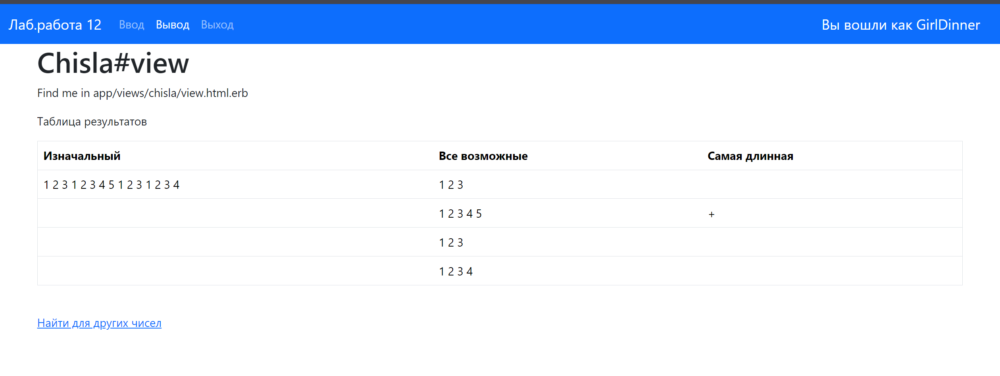 Лаб.работа 12 Ввод Вывод Выход Вы вошли как GirlDinner
Chisla#view
Find me in app/views/chisla/view.html.erb
Таблица результатов
Изначальный Все возможные Самая длинная
1 2 3 1 2 3 4 5 1 2 3 1 2 3 4 1 2 3
1 2 3 4 5 +
1 2 3
1 2 3 4
Найти для других чисел